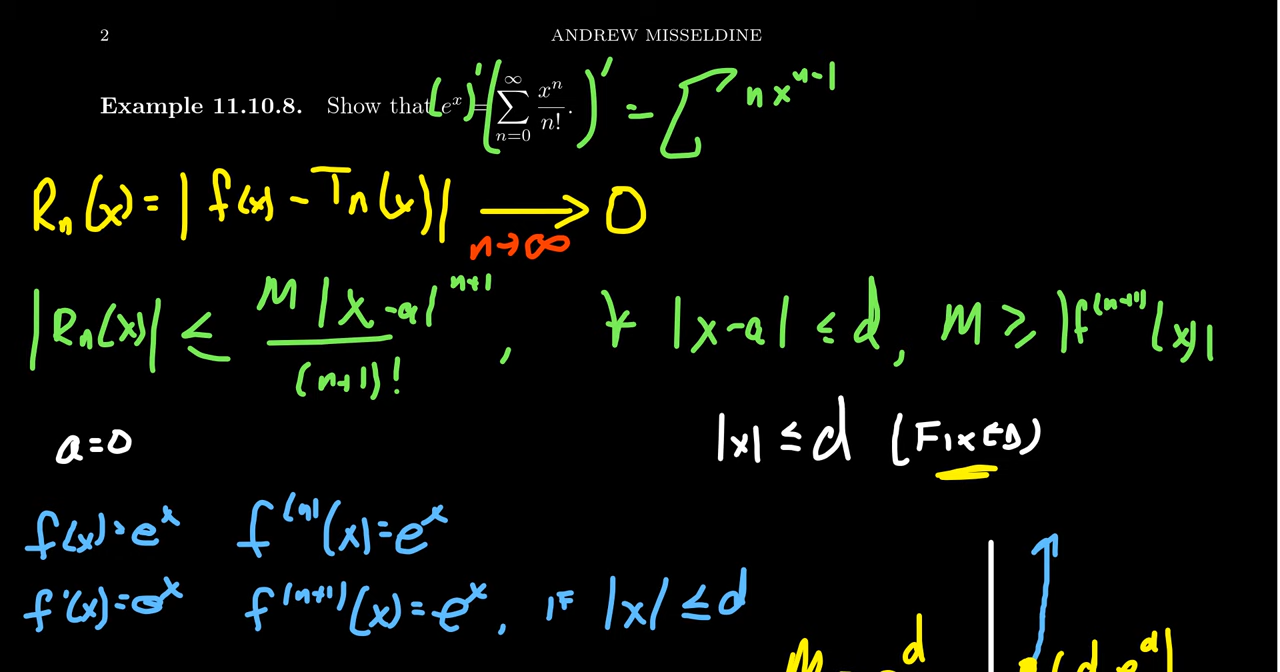 2 ANDREW MISSELDINE
Example 11.10.8. Show that ( e^x )' = ( \sum_{n=0}^{∞} x^n / n! . )' = Σ n x^{n-1}
R_n(x) = | f(x) - T_n(x) | → 0
n→∞
|R_n(x)| ≤ M |x-a|^{n+1} / (n+1)! , ∀ |x-a| ≤ d, M ≥ |f^{(n+1)}(x)|
a=0 |x| ≤ d (FIXED)
f(x)=e^x f^{(n)}(x)=e^x
f'(x)=e^x f^{(n+1)}(x)=e^x, IF |x| ≤ d